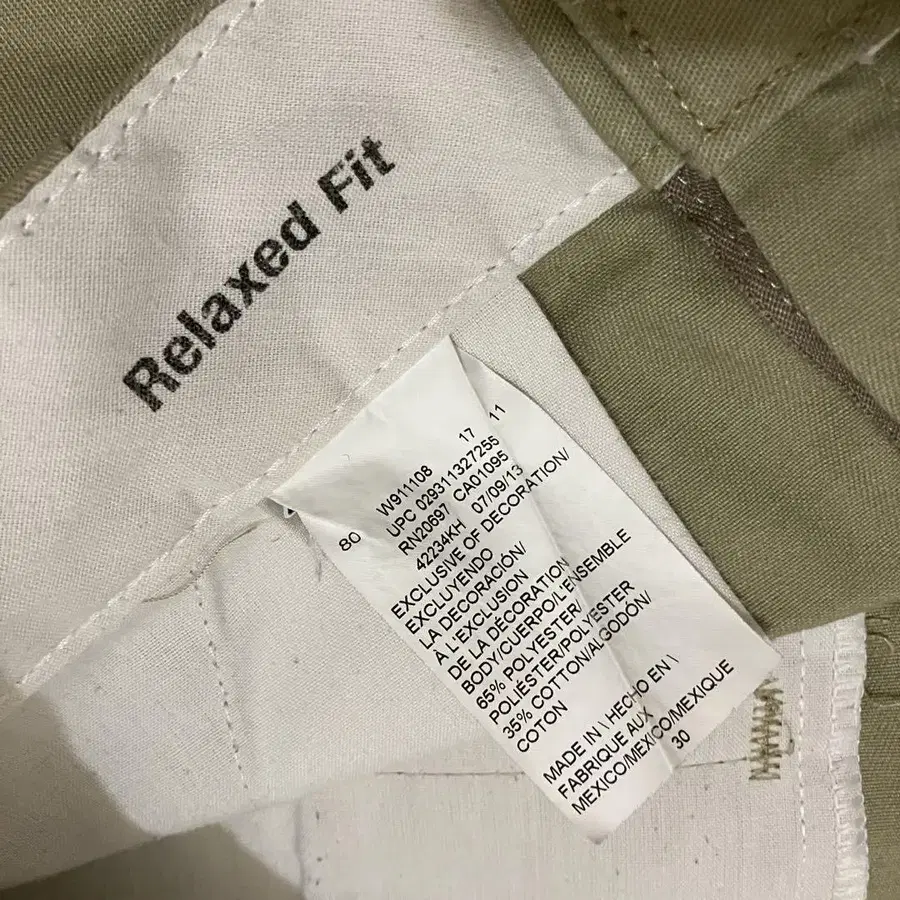 Relaxed Fit
80 W911108 17 11
UPC 029311327255
RN20697 CA01095
42234KH 07/09/13
EXCLUSIVE OF DECORATION/
EXCLUYENDO
LA DECORACIÓN/
À L'EXCLUSION
DE LA DÉCORATION
BODY/CUERPO/L'ENSEMBLE
65% POLYESTER/
POLIÉSTER/POLYESTER
35% COTTON/ALGODÓN/
COTON
MADE IN \ HECHO EN \
FABRIQUE AUX
MEXICO/MEXICO/MEXIQUE
30